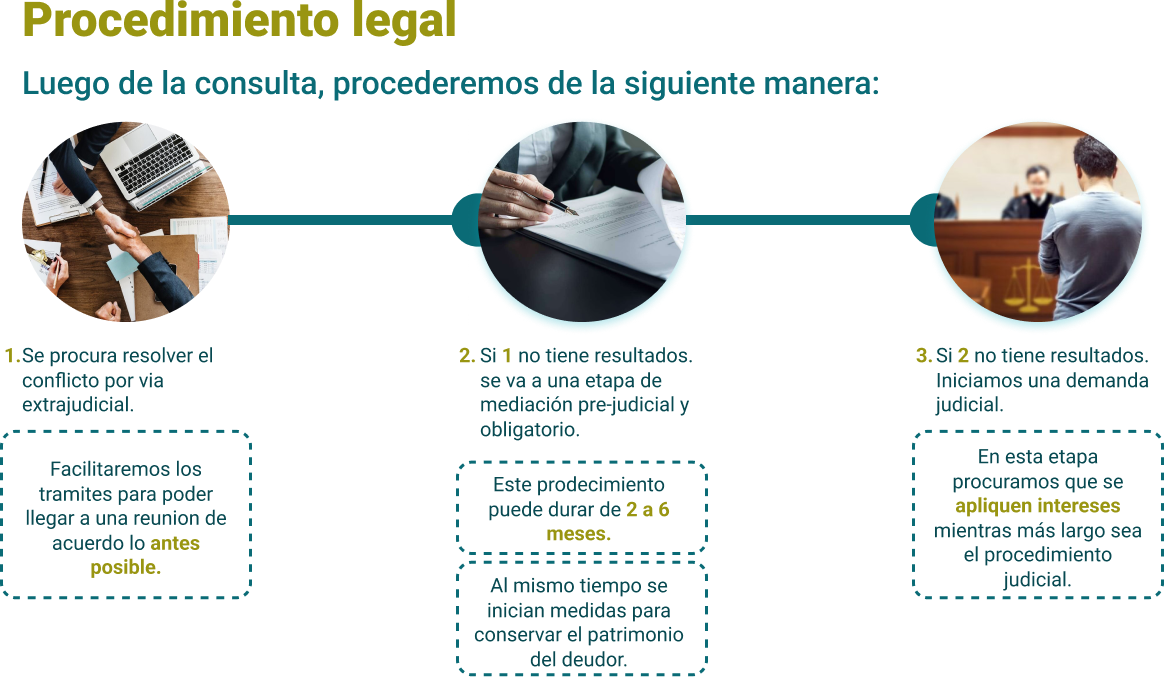 Procedimiento legal
Luego de la consulta, procederemos de la siguiente manera:
1. Se procura resolver el
conflicto por via
extrajudicial.
Facilitaremos los
tramites para poder
llegar a una reunion de
acuerdo lo antes
posible.
2. Si 1 no tiene resultados.
se va a una etapa de
mediación pre-judicial y
obligatorio.
Este prodecimiento
puede durar de 2 a 6
meses.
Al mismo tiempo se
inician medidas para
conservar el patrimonio
del deudor.
3. Si 2 no tiene resultados.
Iniciamos una demanda
judicial.
En esta etapa
procuramos que se
apliquen intereses
mientras más largo sea
el procedimiento
judicial.